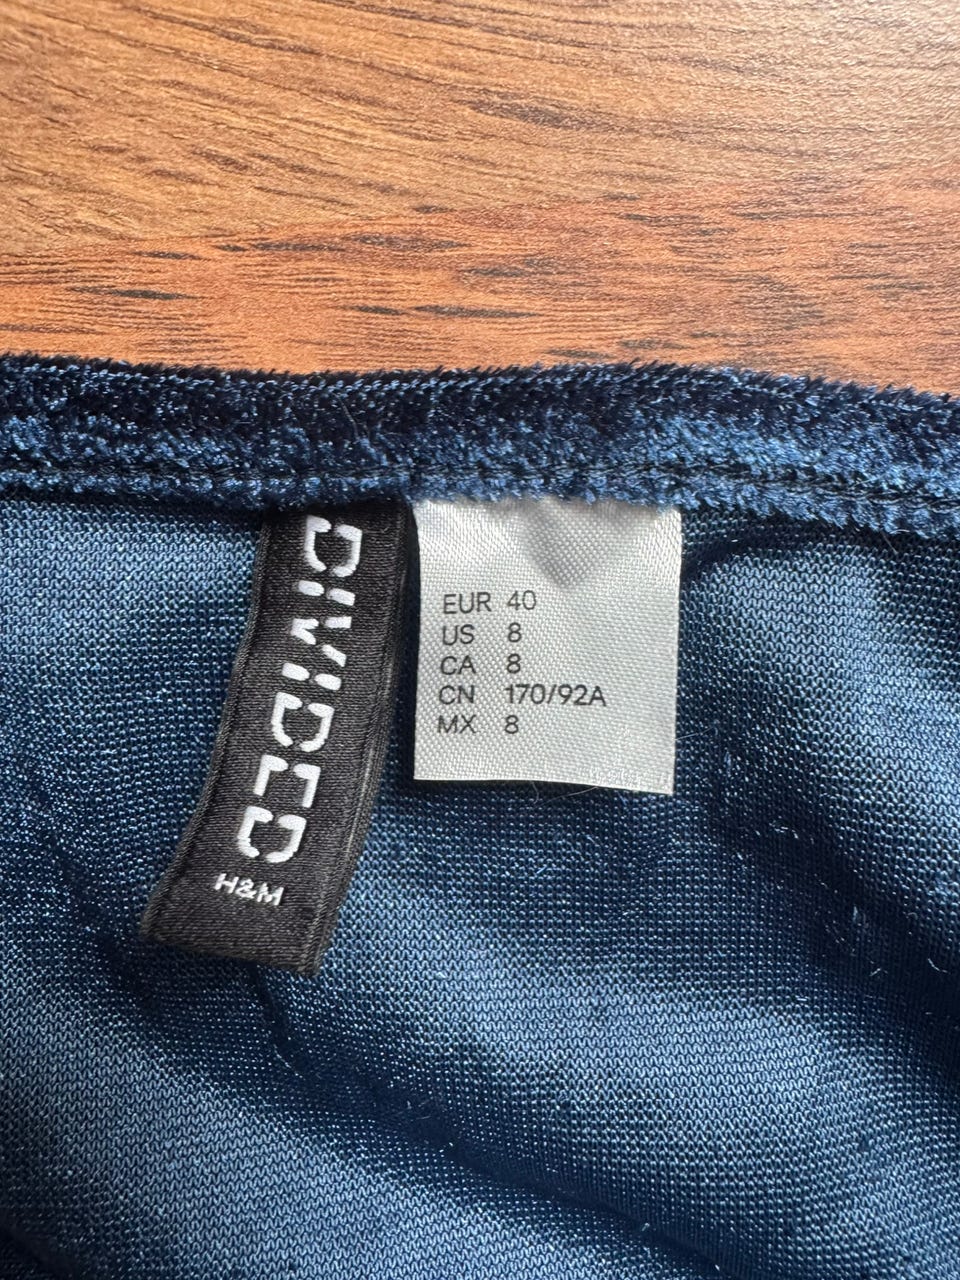 DIVIDED
H&M
EUR 40
US 8
CA 8
CN 170/92A
MX 8